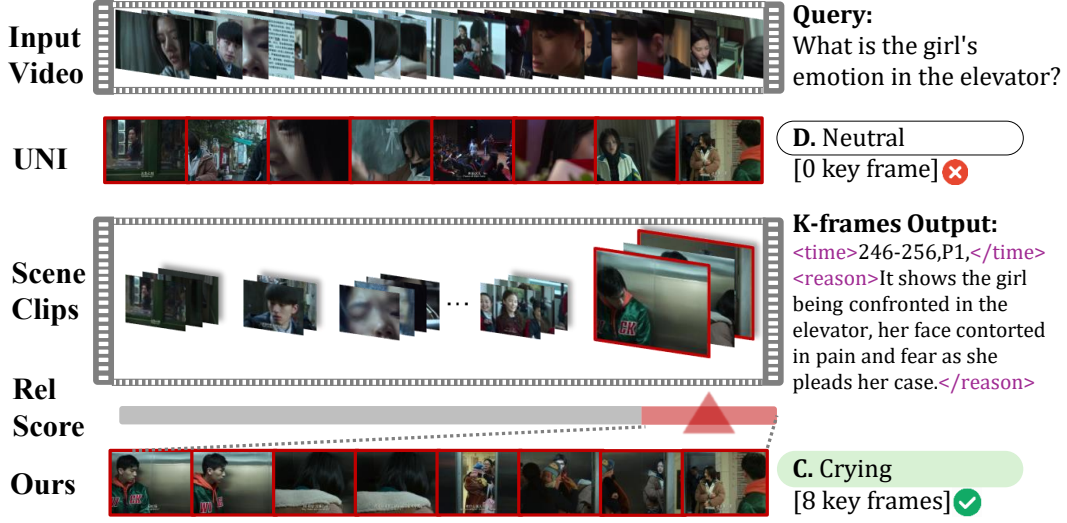 Input
Video
Query:
What is the girl's
emotion in the elevator?
UNI
D. Neutral
[0 key frame]
Scene
Clips
...
K-frames Output:
<time>246-256,P1,</time>
<reason>It shows the girl
being confronted in the
elevator, her face contorted
in pain and fear as she
pleads her case.</reason>
Rel
Score
Ours
C. Crying
[8 key frames]